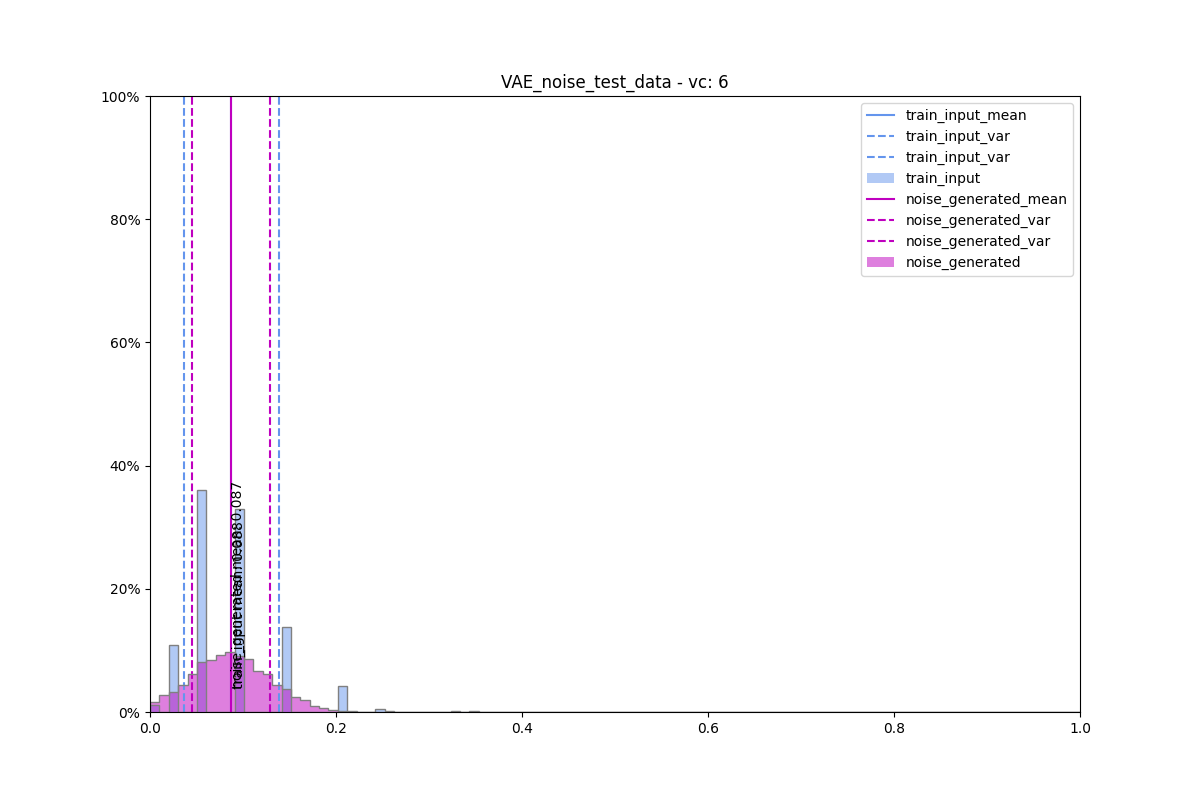 VAE_noise_test_data - vc: 6
100%
80%
60%
40%
20%
0%
0.0
0.2
0.4
0.6
0.8
1.0
train_input_mean
train_input_var
train_input_var
train_input
noise_generated_mean
noise_generated_var
noise_generated_var
noise_generated